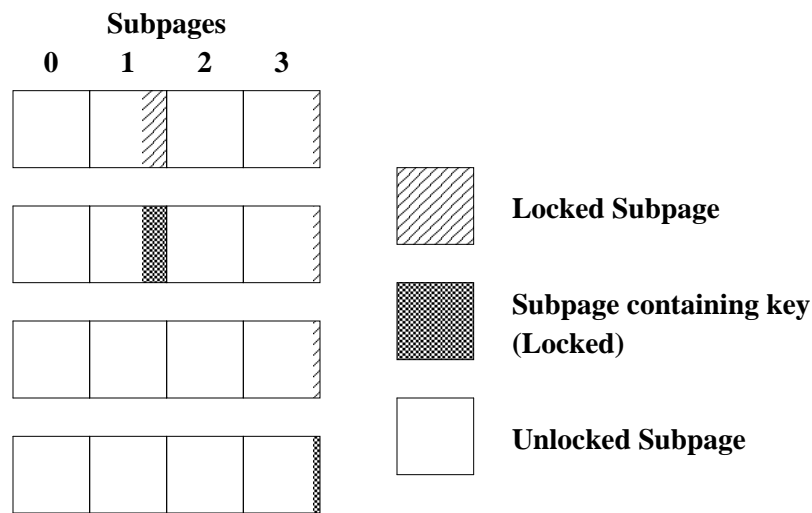 Subpages
0 1 2 3
Locked Subpage
Subpage containing key
(Locked)
Unlocked Subpage